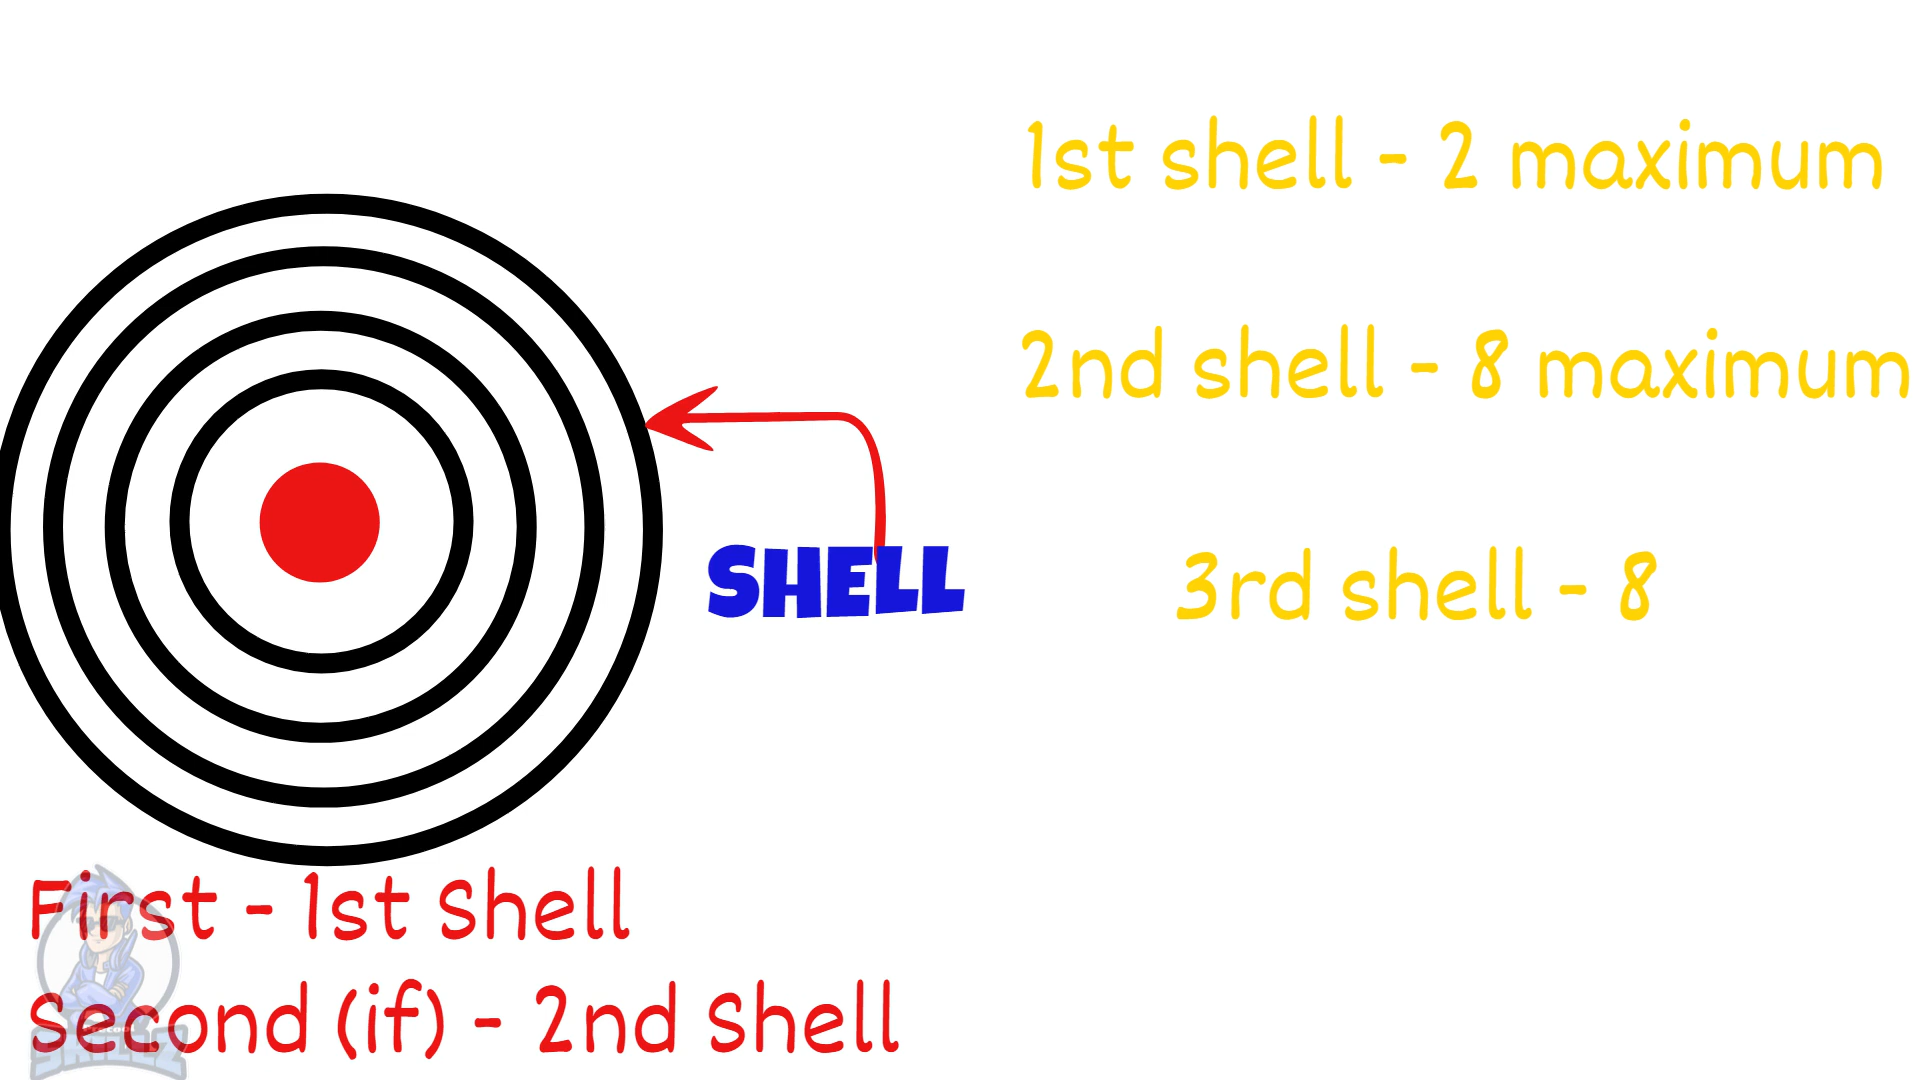 1st shell - 2 maximum
2nd shell - 8 maximum
3rd shell - 8
SHELL
First - 1st Shell
Second (if) - 2nd Shell
SKILLZ